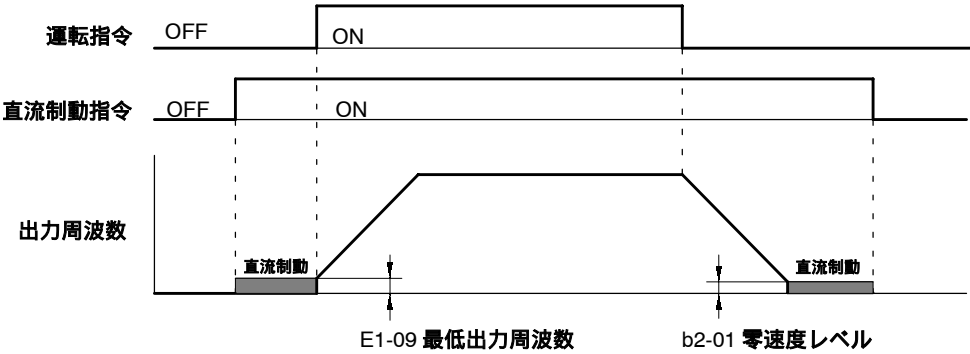 運転指令 OFF ON
直流制動指令 OFF ON
出力周波数
直流制動 直流制動
E1-09 最低出力周波数 b2-01 零速度レベル